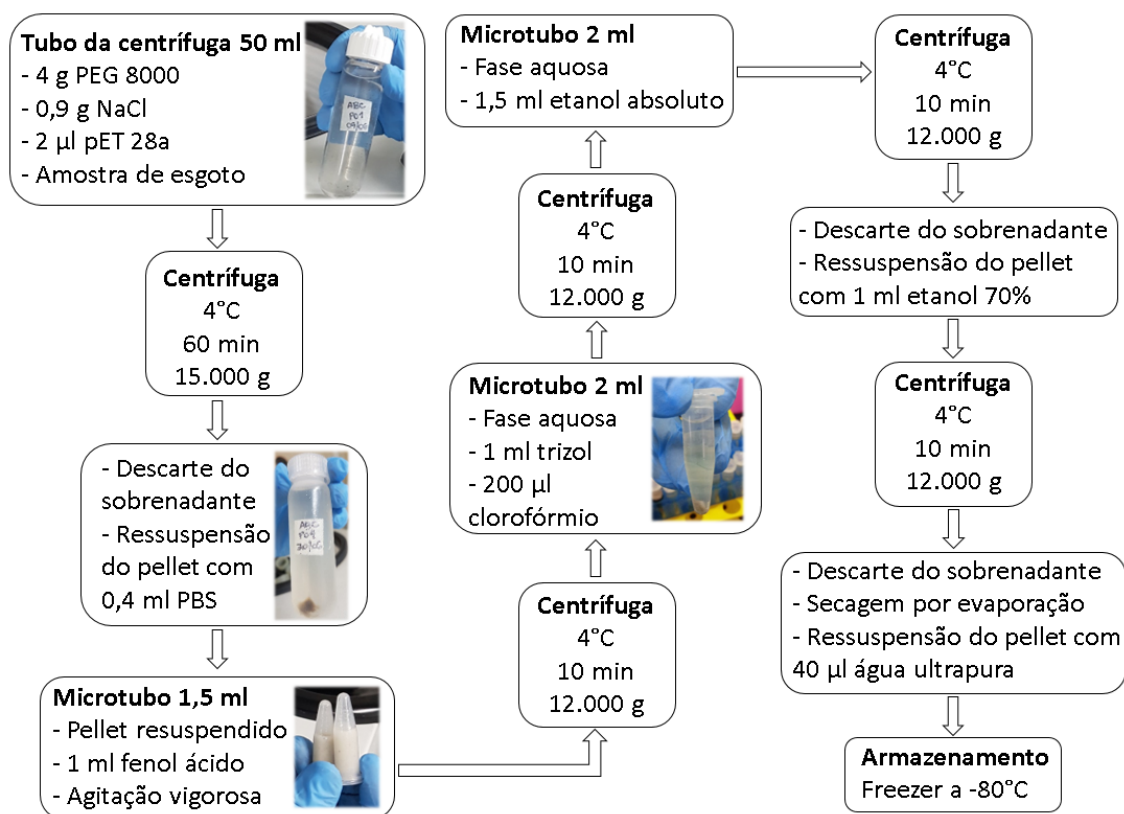 Tubo da centrífuga 50 ml
- 4 g PEG 8000
- 0,9 g NaCl
- 2 µl pET 28a
- Amostra de esgoto
ABC
P04
Centrífuga
4°C
60 min
15.000 g
- Descarte do
sobrenadante
- Ressuspensão
do pellet com
0,4 ml PBS
ABC
P04
Microtubo 1,5 ml
- Pellet resuspendido
- 1 ml fenol ácido
- Agitação vigorosa
Centrífuga
4°C
10 min
12.000 g
Microtubo 2 ml
- Fase aquosa
- 1 ml trizol
- 200 µl
clorofórmio
Centrífuga
4°C
10 min
12.000 g
Microtubo 2 ml
- Fase aquosa
- 1,5 ml etanol absoluto
Centrífuga
4°C
10 min
12.000 g
- Descarte do sobrenadante
- Ressuspensão do pellet
com 1 ml etanol 70%
Centrífuga
4°C
10 min
12.000 g
- Descarte do sobrenadante
- Secagem por evaporação
- Ressuspensão do pellet com
40 µl água ultrapura
Armazenamento
Freezer a -80°C